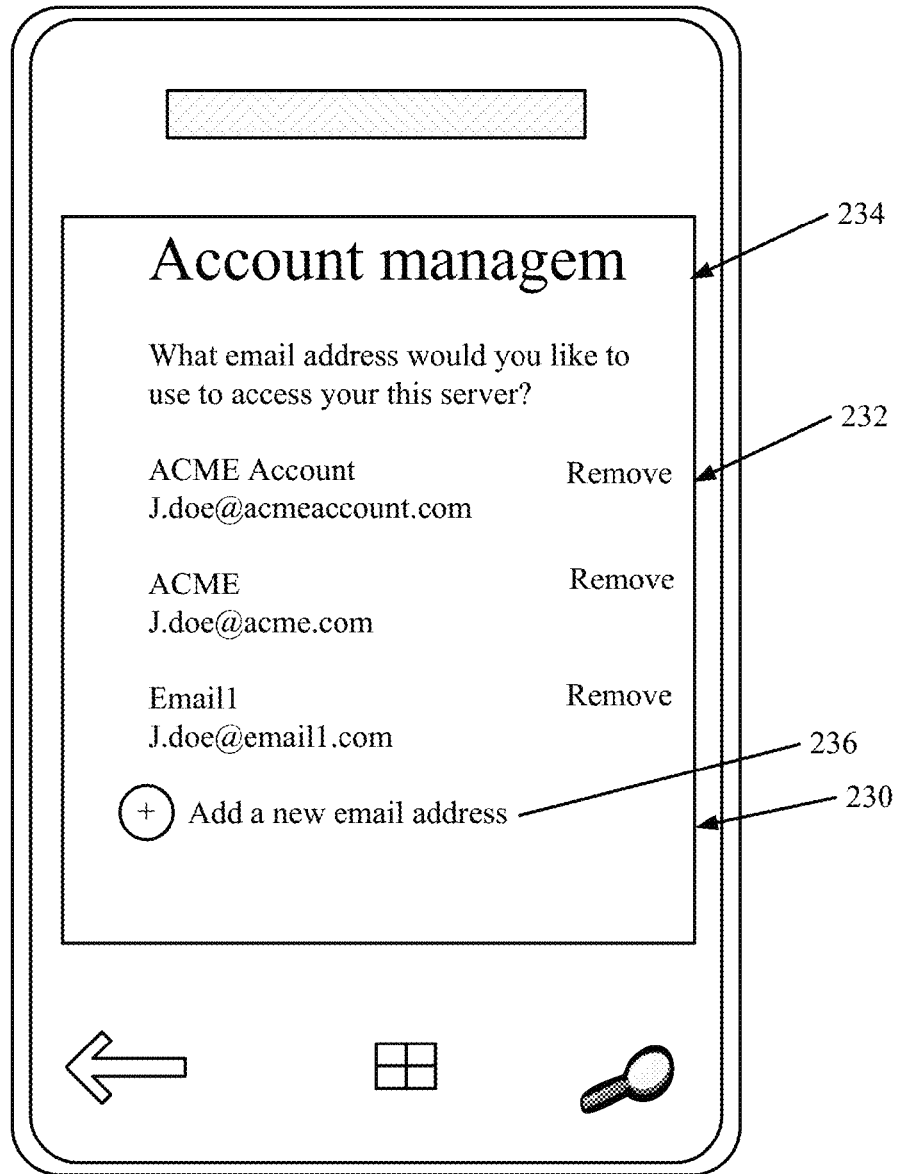 234
Account managem
What email address would you like to
use to access your this server?
232
ACME Account
Remove
J.doe@acmeaccount.com
ACME
Remove
J.doe@acme.com
Email1
Remove
J.doe@email1.com
236
230
+ Add a new email address